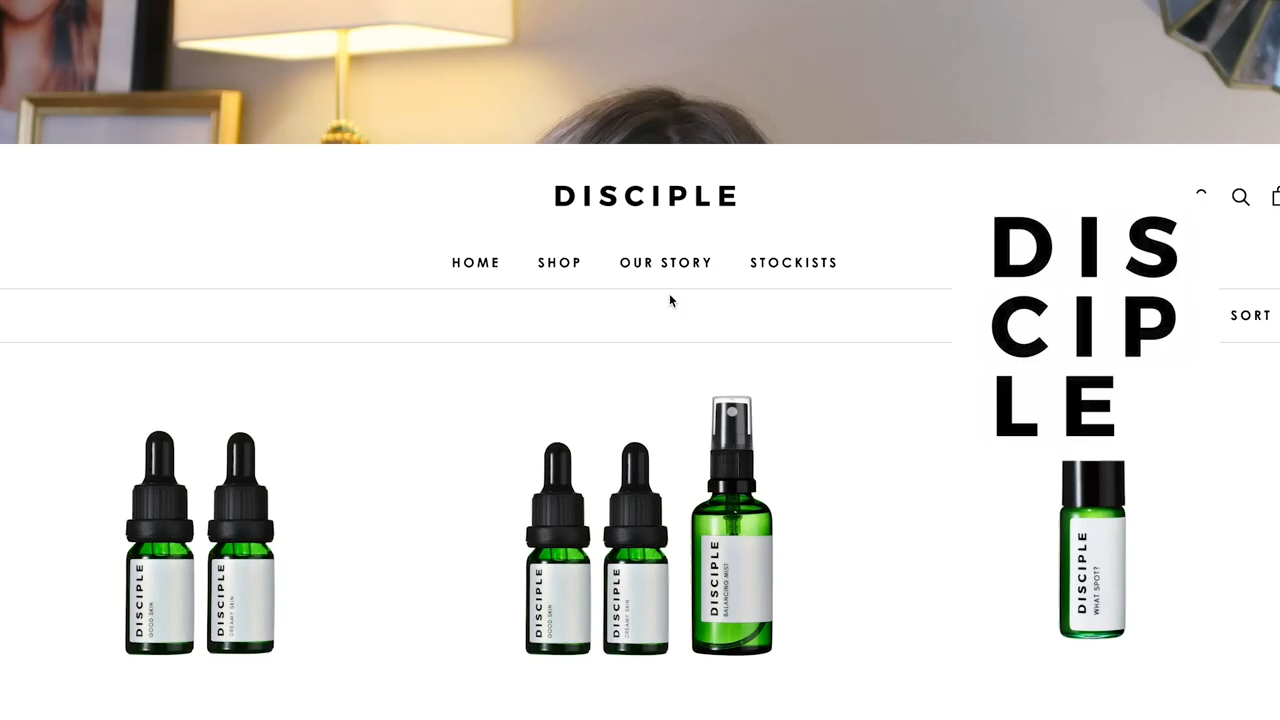 DISCIPLE
HOME SHOP OUR STORY STOCKISTS
DIS
CIP
LE
SORT
DISCIPLE
GOOD SKIN
DISCIPLE
DREAMY SKIN
DISCIPLE
GOOD SKIN
DISCIPLE
DREAMY SKIN
DISCIPLE
BALANCING MIST
DISCIPLE
WHAT SPOT?